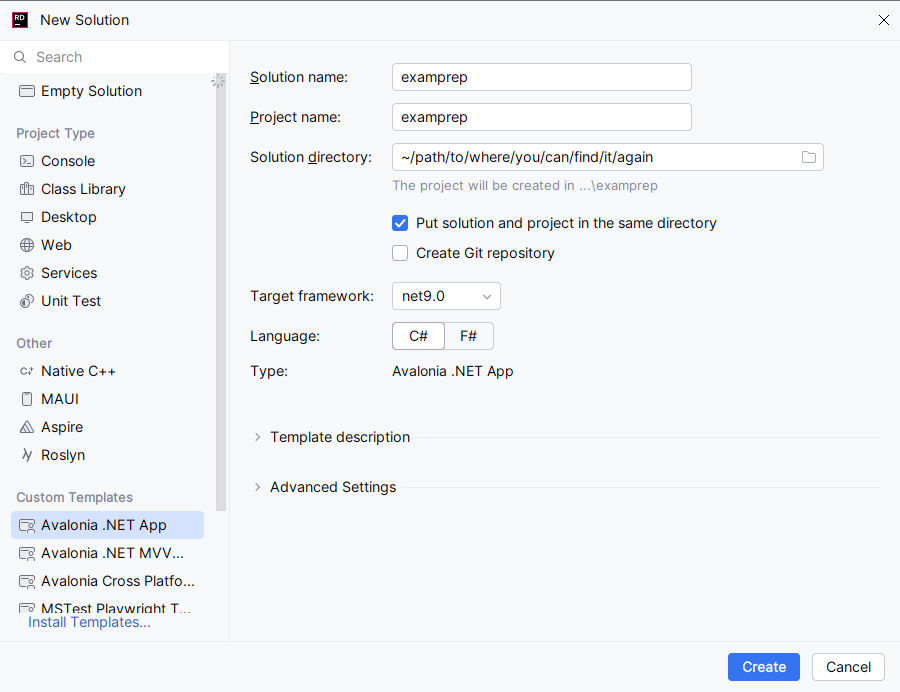 RD
New Solution
Search
Empty Solution
Project Type
Console
Class Library
Desktop
Web
Services
Unit Test
Other
C+ Native C++
MAUI
Aspire
Roslyn
Custom Templates
Avalonia .NET App
Avalonia .NET MVV...
Avalonia Cross Platfo...
MSTest Playwright T...
Install Templates...
Solution name: examprep
Project name: examprep
Solution directory: ~/path/to/where/you/can/find/it/again
The project will be created in ...\examprep
Put solution and project in the same directory
Create Git repository
Target framework: net9.0
Language: C# F#
Type: Avalonia .NET App
Template description
Advanced Settings
Create Cancel